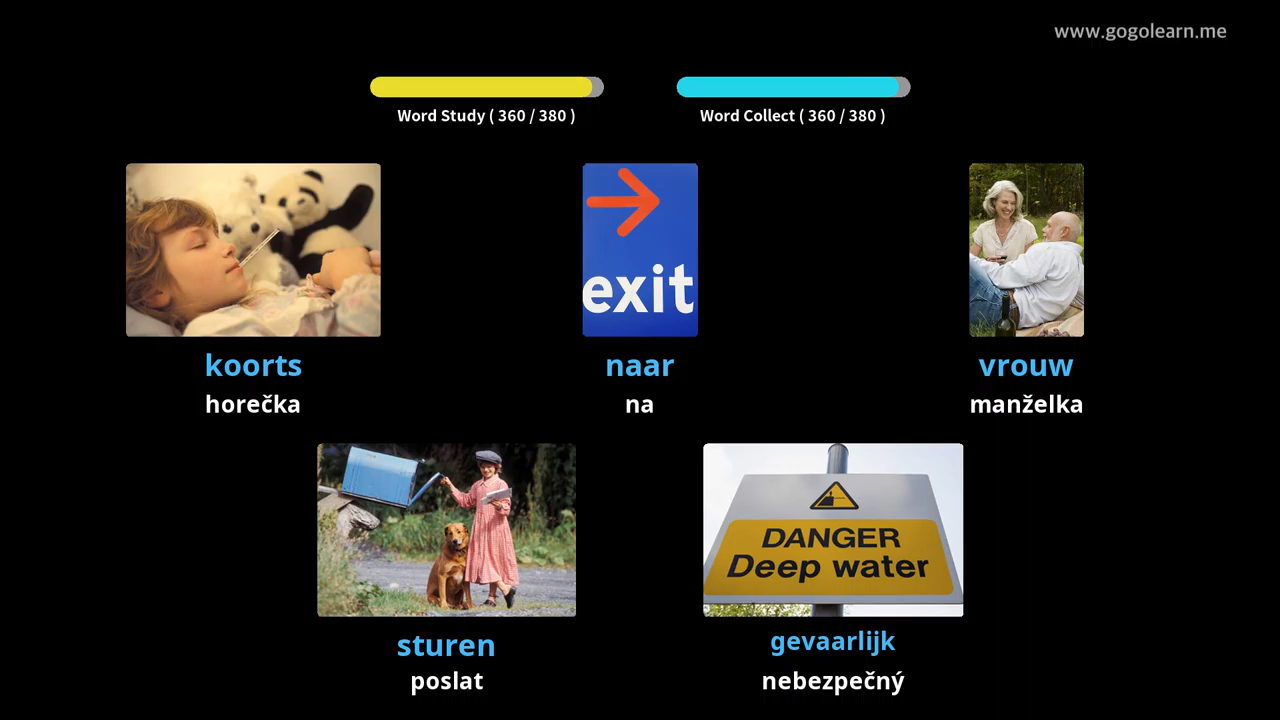 www.gogolearn.me
Word Study ( 360 / 380 )
Word Collect ( 360 / 380 )
exit
koorts
horečka
naar
na
vrouw
manželka
DANGER
Deep water
sturen
poslat
gevaarlijk
nebezpečný